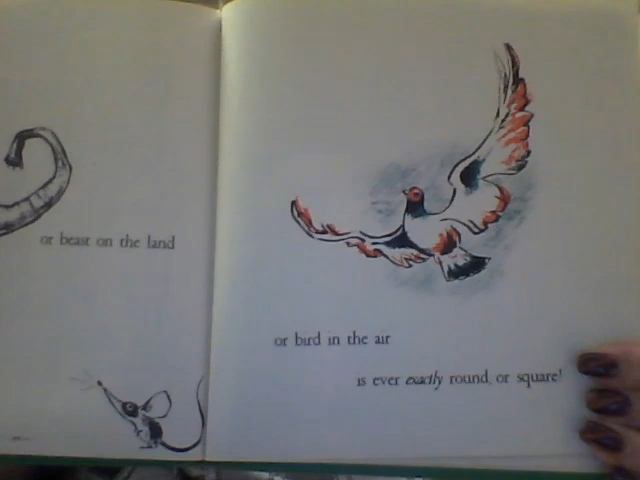 or beast on the land
or bird in the air
is ever exactly round, or square!